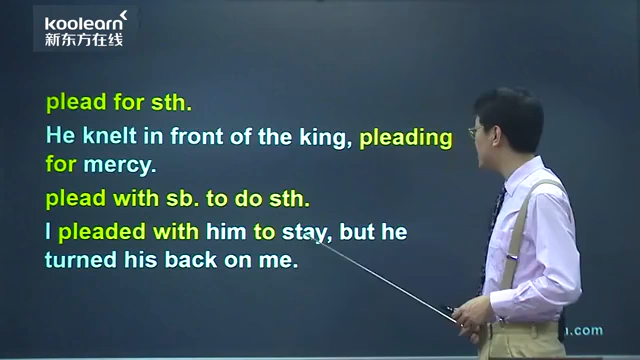 koolearn
新东方在线
plead for sth.
He knelt in front of the king, pleading
for mercy.
plead with sb. to do sth.
I pleaded with him to stay, but he
turned his back on me.
.com